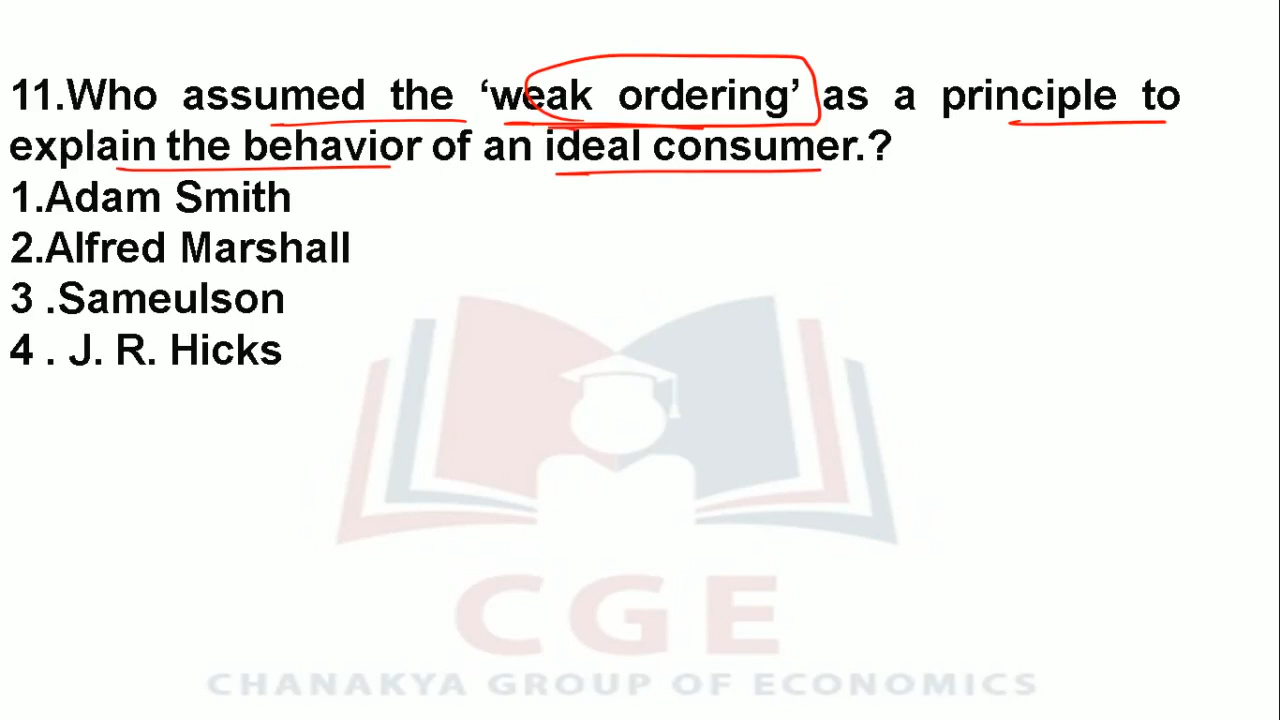 11.Who assumed the ‘weak ordering’ as a principle to
explain the behavior of an ideal consumer.?
1.Adam Smith
2.Alfred Marshall
3 .Sameulson
4 . J. R. Hicks
CGE
CHANAKYA GROUP OF ECONOMICS